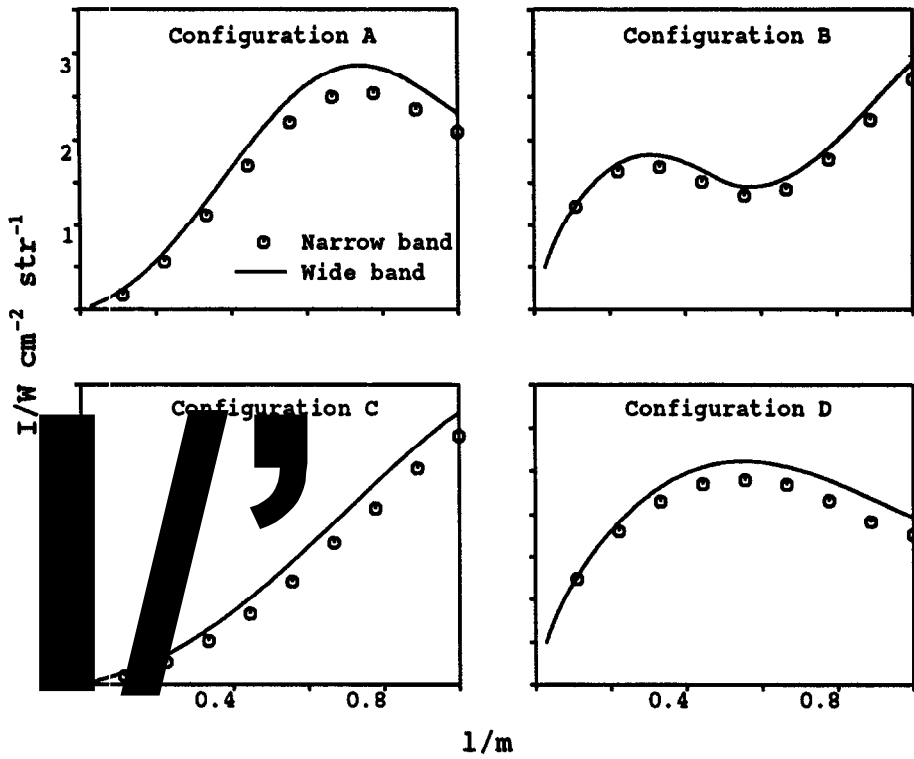 Configuration A
Configuration B
3
2
1
Narrow band
Wide band
I/W cm⁻² str⁻¹
Configuration C
Configuration D
0.4
0.8
0.4
0.8
l/m